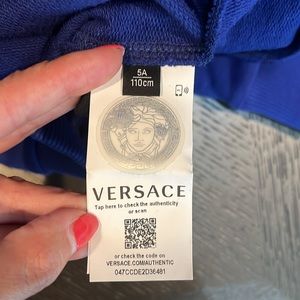 5A
110cm
VERSACE
Tap here to check the authenticity
or scan
or check the code on
VERSACE.COM/AUTHENTIC
047CCDE2D36481